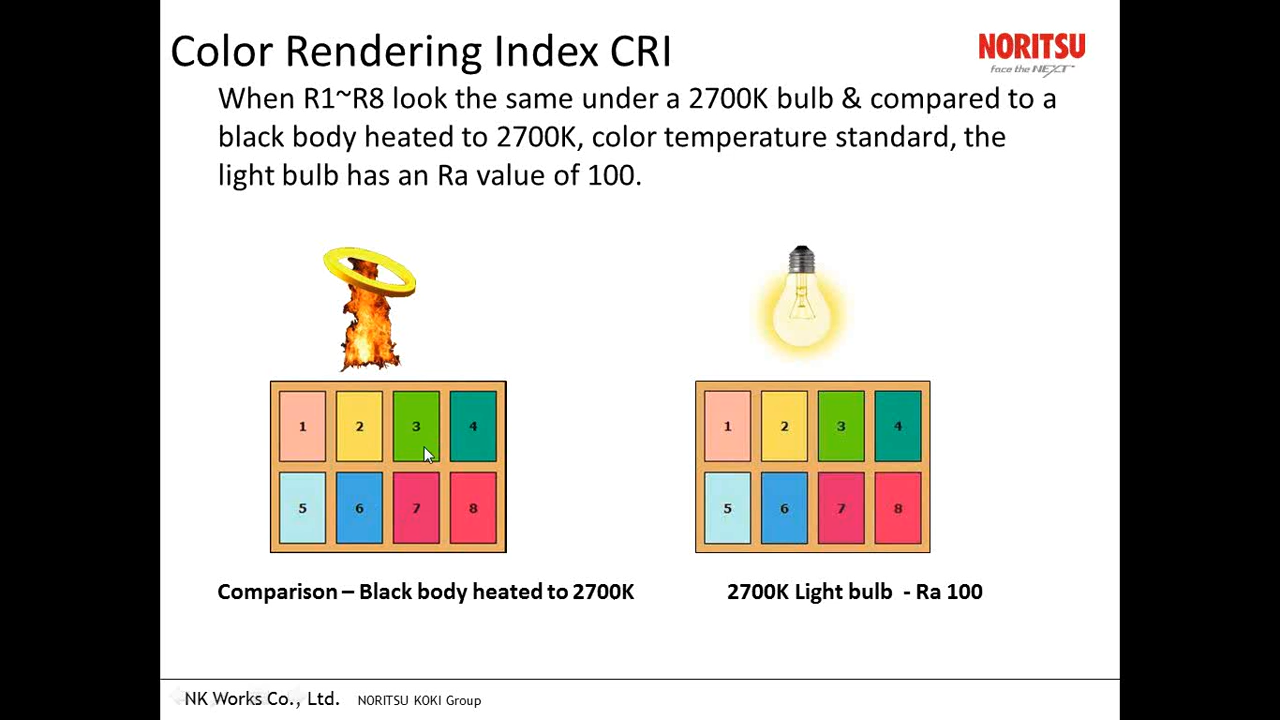 Color Rendering Index CRI
NORITSU
face the NEXT™
When R1~R8 look the same under a 2700K bulb & compared to a
black body heated to 2700K, color temperature standard, the
light bulb has an Ra value of 100.
1 2 3 4
5 6 7 8
1 2 3 4
5 6 7 8
Comparison – Black body heated to 2700K
2700K Light bulb - Ra 100
NK Works Co., Ltd. NORITSU KOKI Group